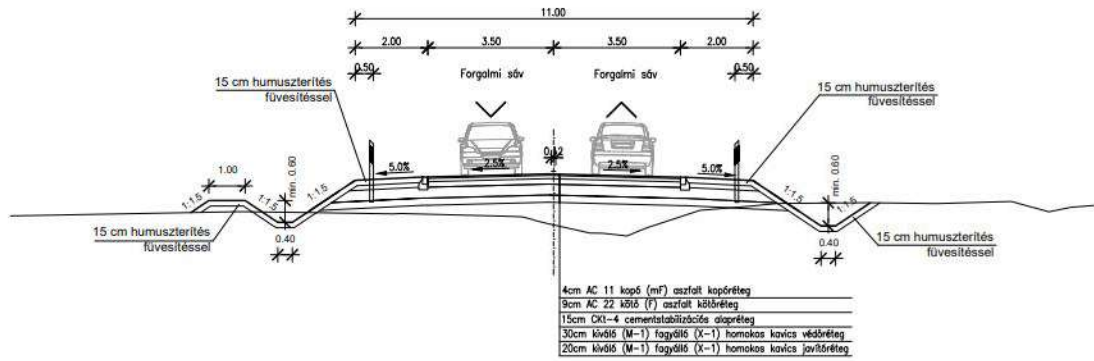 11.00
2.00 3.50 3.50 2.00
0.50 Forgalmi sáv Forgalmi sáv 0.50
15 cm humuszterítés
füvesítéssel
15 cm humuszterítés
füvesítéssel
0.12
5.0% 2.5% 2.5% 5.0%
1.00
min. 0.60
min. 0.60
1:1.5 1:1.5 1:1.5 1:1.5 1:1.5
15 cm humuszterítés
füvesítéssel
0.40
0.40
15 cm humuszterítés
füvesítéssel
4cm AC 11 kopó (mF) aszfalt kopóréteg
9cm AC 22 kötő (F) aszfalt kötőréteg
15cm CKt-4 cementstabilizációs alapréteg
30cm kiváló (M-1) fagyálló (X-1) homokos kavics védőréteg
20cm kiváló (M-1) fagyálló (X-1) homokos kavics javítóréteg